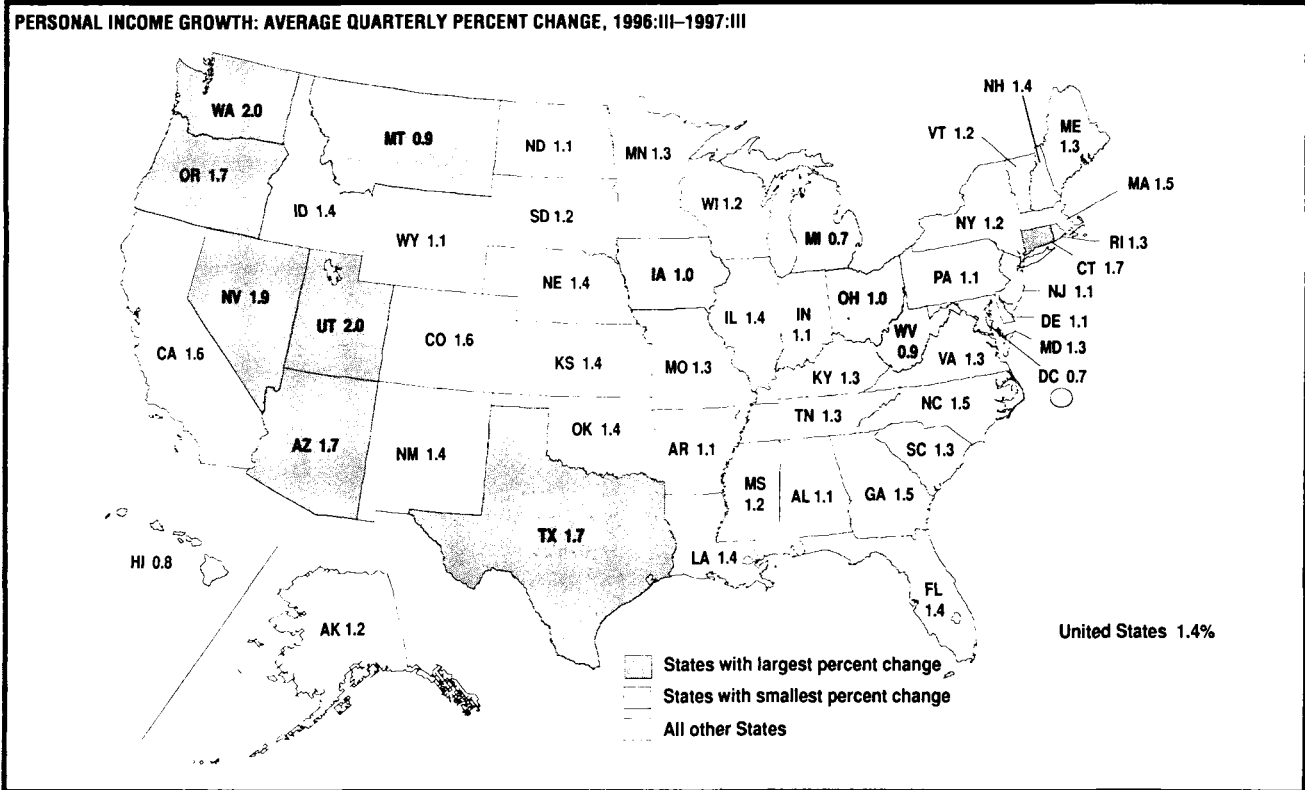 PERSONAL INCOME GROWTH: AVERAGE QUARTERLY PERCENT CHANGE, 1996:III–1997:III
NH 1.4
WA 2.0
MT 0.9
ND 1.1
MN 1.3
VT 1.2
ME
1.3
OR 1.7
ID 1.4
SD 1.2
WI 1.2
MA 1.5
WY 1.1
MI 0.7
NY 1.2
RI 1.3
CT 1.7
NV 1.9
NE 1.4
IA 1.0
PA 1.1
NJ 1.1
UT 2.0
CO 1.6
IL 1.4
IN
1.1
OH 1.0
DE 1.1
CA 1.6
KS 1.4
MO 1.3
WV
0.9
VA 1.3
MD 1.3
KY 1.3
DC 0.7
AZ 1.7
NM 1.4
OK 1.4
AR 1.1
TN 1.3
NC 1.5
SC 1.3
MS
1.2
AL 1.1
GA 1.5
TX 1.7
LA 1.4
HI 0.8
FL
1.4
AK 1.2
United States 1.4%
States with largest percent change
States with smallest percent change
All other States